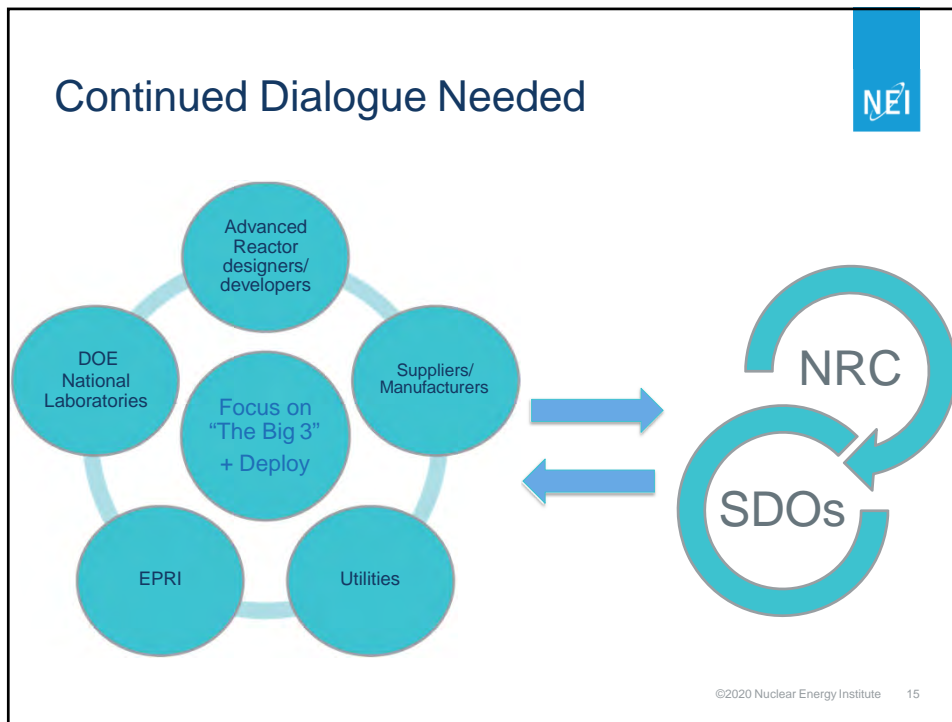 Continued Dialogue Needed
NEI
Advanced
Reactor
designers/
developers
DOE
National
Laboratories
Suppliers/
Manufacturers
Focus on
“The Big 3”
+ Deploy
EPRI
Utilities
NRC
SDOs
©2020 Nuclear Energy Institute 15